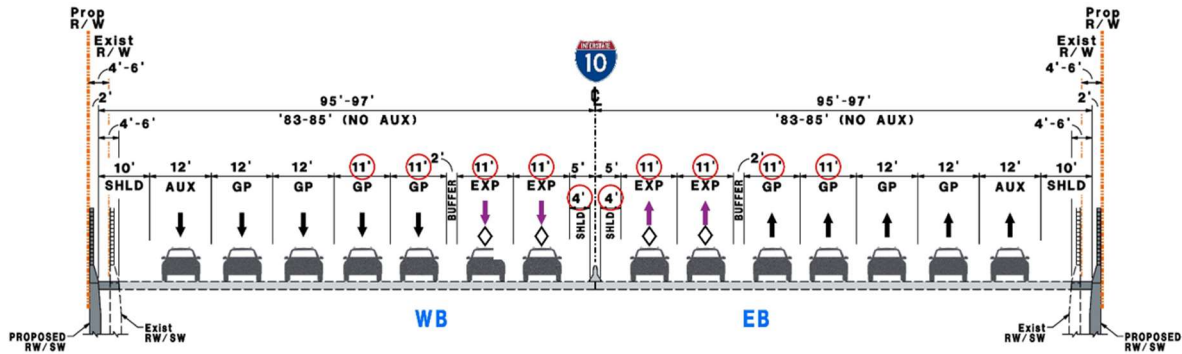 Prop
R/W
Exist
R/W
4'-6'
2'
4'-6'
INTERSTATE
10
℄
Prop
R/W
Exist
R/W
4'-6'
2'
4'-6'
95'-97'
'83-85' (NO AUX)
95'-97'
'83-85' (NO AUX)
10' 12' 12' 12' 11' 11' 2' 11' 11' 5' 5' 11' 11' 2' 11' 11' 12' 12' 12' 10'
SHLD AUX GP GP GP GP BUFFER EXP EXP 4' SHLD 4' SHLD EXP EXP BUFFER GP GP GP GP AUX SHLD
WB
EB
PROPOSED
RW/SW
Exist
RW/SW
Exist
RW/SW
PROPOSED
RW/SW